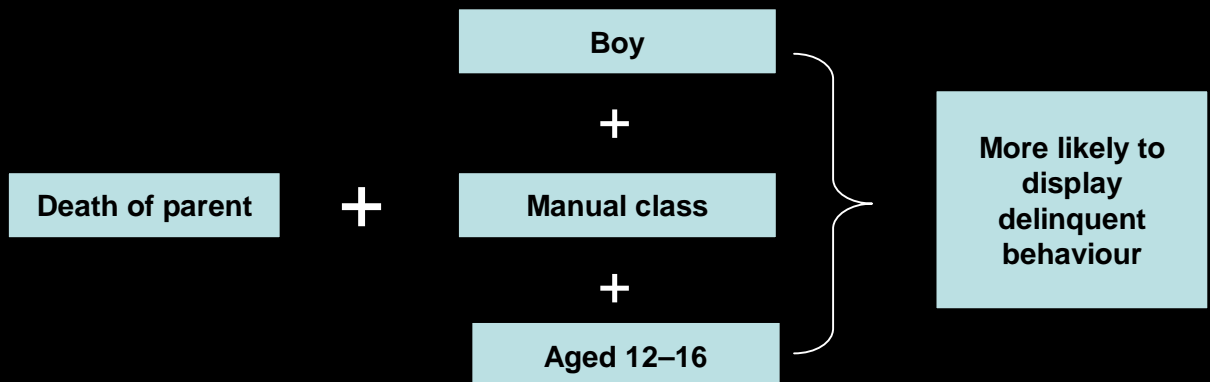 Death of parent
+
Boy
+
Manual class
+
Aged 12–16
More likely to
display
delinquent
behaviour